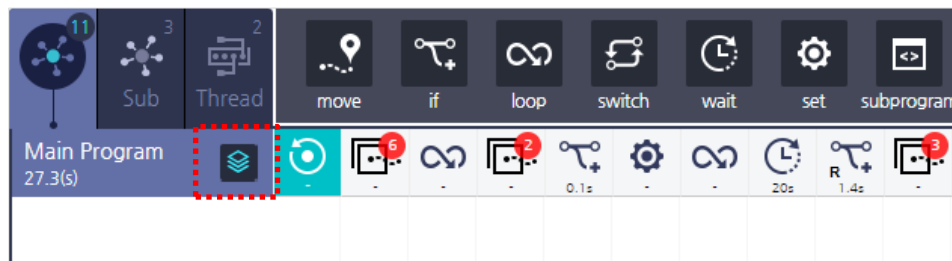 11
3
2
Sub
Thread
move
if
loop
switch
wait
set
subprogram
Main Program
27.3(s)
6
2
R
3
-
-
-
-
0.1s
-
-
20s
1.4s
-